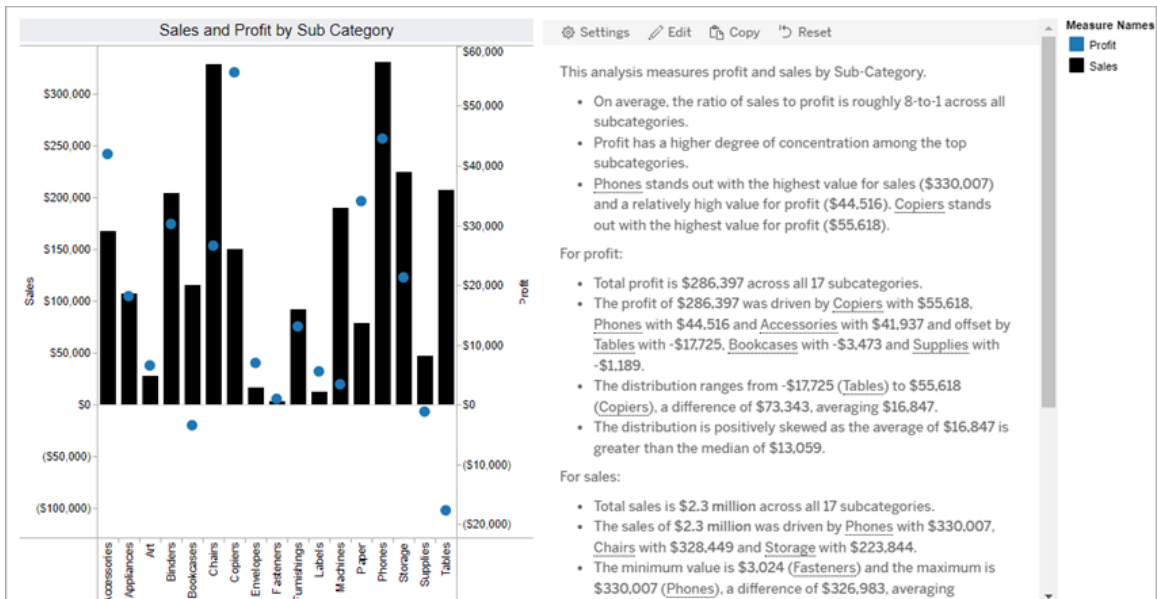 Sales and Profit by Sub Category
$300,000
$250,000
$200,000
$150,000
$100,000
$50,000
$0
($50,000)
($100,000)
Sales
$60,000
$50,000
$40,000
$30,000
$20,000
$10,000
$0
($10,000)
($20,000)
Profit
Accessories
Appliances
Art
Binders
Bookcases
Chairs
Copiers
Envelopes
Fasteners
Furnishings
Labels
Machines
Paper
Phones
Storage
Supplies
Tables
Settings Edit Copy Reset
This analysis measures profit and sales by Sub-Category.
• On average, the ratio of sales to profit is roughly 8-to-1 across all
subcategories.
• Profit has a higher degree of concentration among the top
subcategories.
• Phones stands out with the highest value for sales ($330,007)
and a relatively high value for profit ($44,516). Copiers stands
out with the highest value for profit ($55,618).
For profit:
• Total profit is $286,397 across all 17 subcategories.
• The profit of $286,397 was driven by Copiers with $55,618,
Phones with $44,516 and Accessories with $41,937 and offset by
Tables with -$17,725, Bookcases with -$3,473 and Supplies with
-$1,189.
• The distribution ranges from -$17,725 (Tables) to $55,618
(Copiers), a difference of $73,343, averaging $16,847.
• The distribution is positively skewed as the average of $16,847 is
greater than the median of $13,059.
For sales:
• Total sales is $2.3 million across all 17 subcategories.
• The sales of $2.3 million was driven by Phones with $330,007,
Chairs with $328,449 and Storage with $223,844.
• The minimum value is $3,024 (Fasteners) and the maximum is
$330,007 (Phones), a difference of $326,983, averaging
Measure Names
Profit
Sales